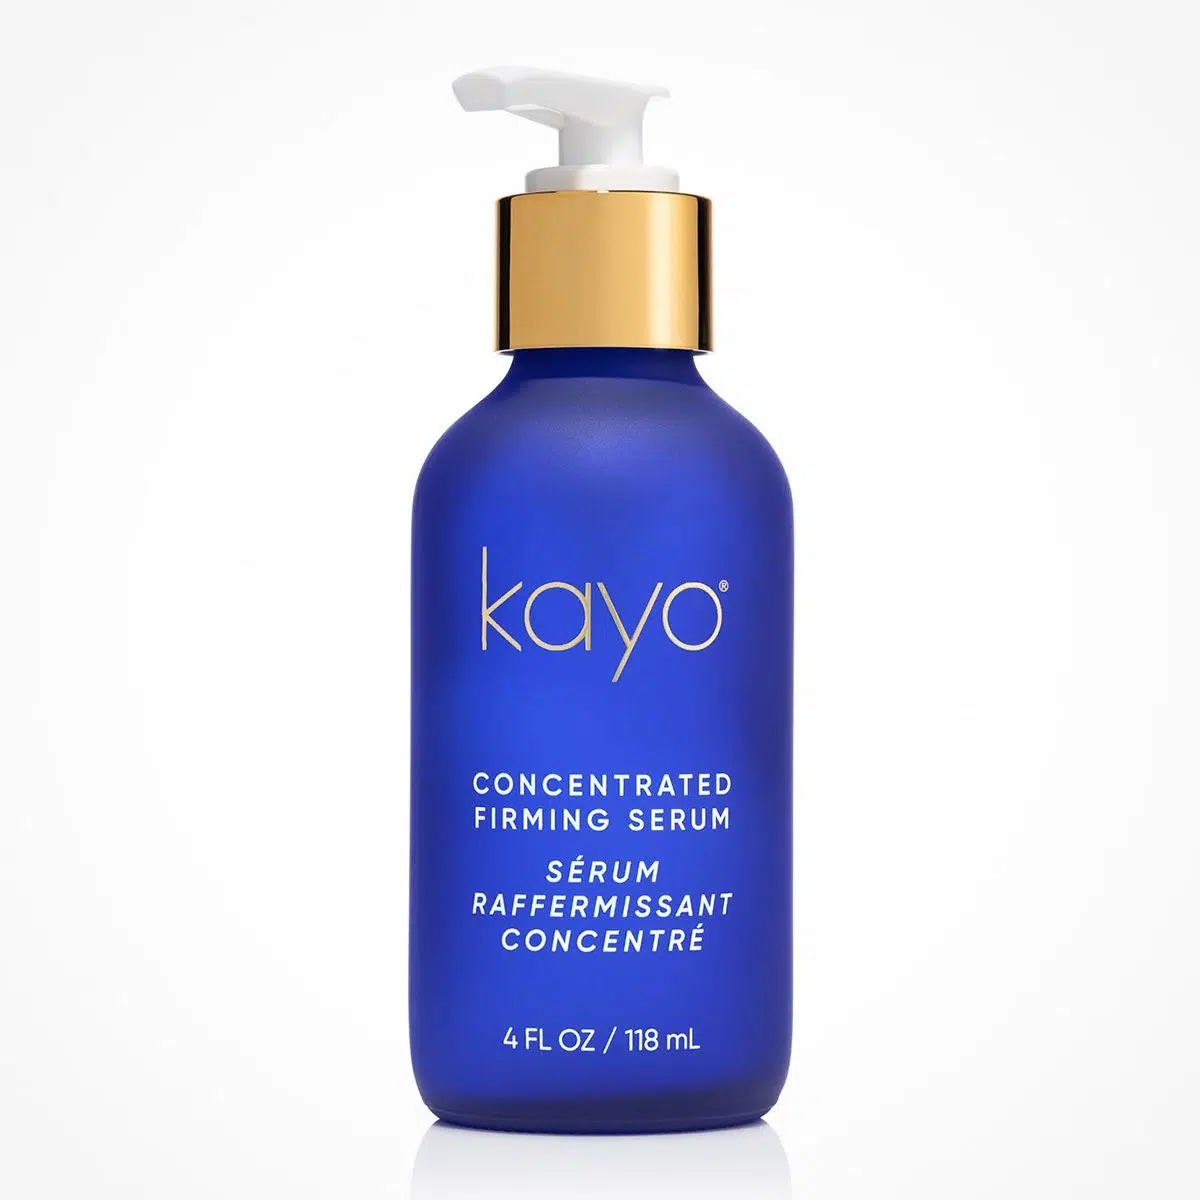 kayo®
CONCENTRATED
FIRMING SERUM
SÉRUM
RAFFERMISSANT
CONCENTRÉ
4 FL OZ / 118 mL